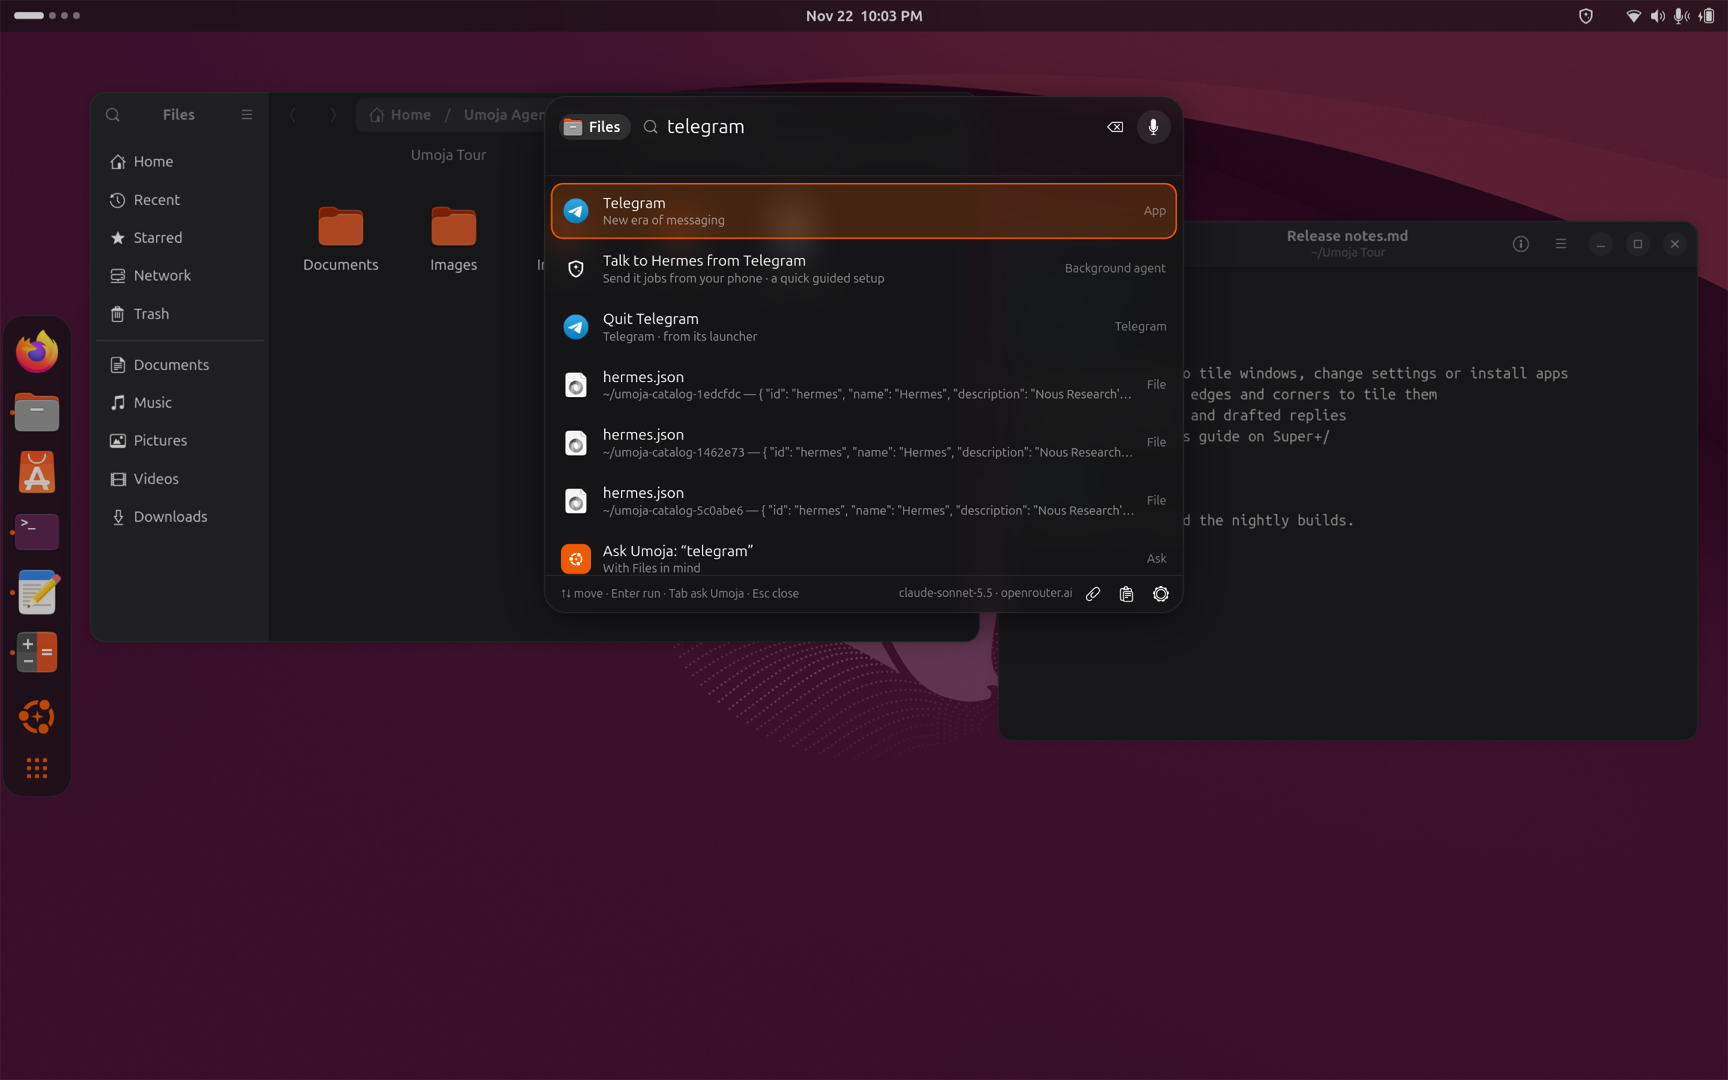 Nov 22 10:03 PM
Files
Home / Umoja Agen
Home
Recent
Starred
Network
Trash
Documents
Music
Pictures
Videos
Downloads
Umoja Tour
Documents
Images
Files
telegram
Telegram
New era of messaging
App
Talk to Hermes from Telegram
Send it jobs from your phone · a quick guided setup
Background agent
Quit Telegram
Telegram · from its launcher
Telegram
hermes.json
~/umoja-catalog-1edcfdc — { "id": "hermes", "name": "Hermes", "description": "Nous Research'...
File
hermes.json
~/umoja-catalog-1462e73 — { "id": "hermes", "name": "Hermes", "description": "Nous Research...
File
hermes.json
~/umoja-catalog-5c0abe6 — { "id": "hermes", "name": "Hermes", "description": "Nous Research'...
File
Ask Umoja: “telegram”
With Files in mind
Ask
↑↓ move · Enter run · Tab ask Umoja · Esc close
claude-sonnet-5.5 · openrouter.ai
Release notes.md
~/Umoja Tour
o tile windows, change settings or install apps
edges and corners to tile them
and drafted replies
s guide on Super+/
d the nightly builds.